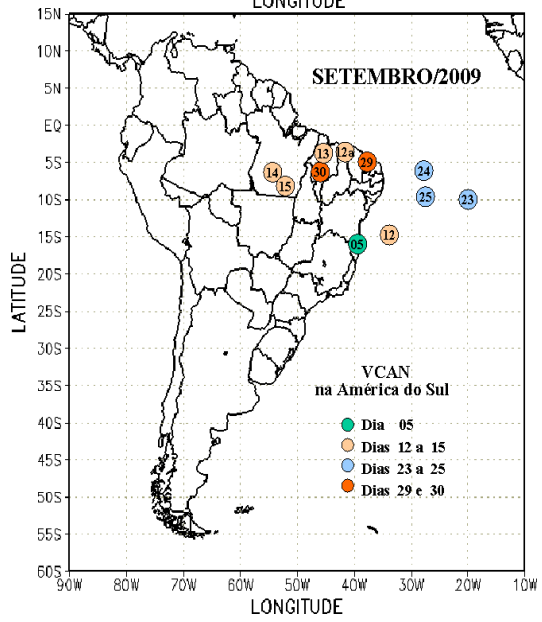 LONGITUDE
15N
SETEMBRO/2009
10N
5N
EQ
5S
10S
15S
20S
25S
30S
35S
40S
45S
50S
55S
60S
LATITUDE
13
12a
29
14
30
24
15
25
23
12
05
VCAN
na América do Sul
Dia 05
Dias 12 a 15
Dias 23 a 25
Dias 29 e 30
90W 80W 70W 60W 50W 40W 30W 20W 10W
LONGITUDE